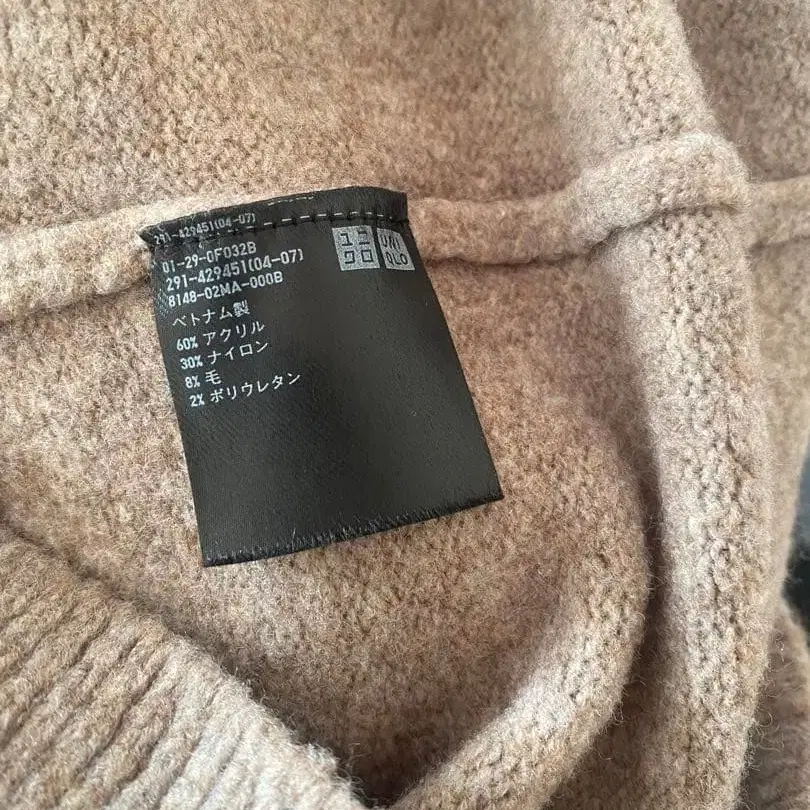 291-429451(04-07)
01-29-0F032B
291-429451(04-07)
8148-02MA-000B
ユニ
クロ
UNI
QLO
ベトナム製
60% アクリル
30% ナイロン
8% 毛
2% ポリウレタン